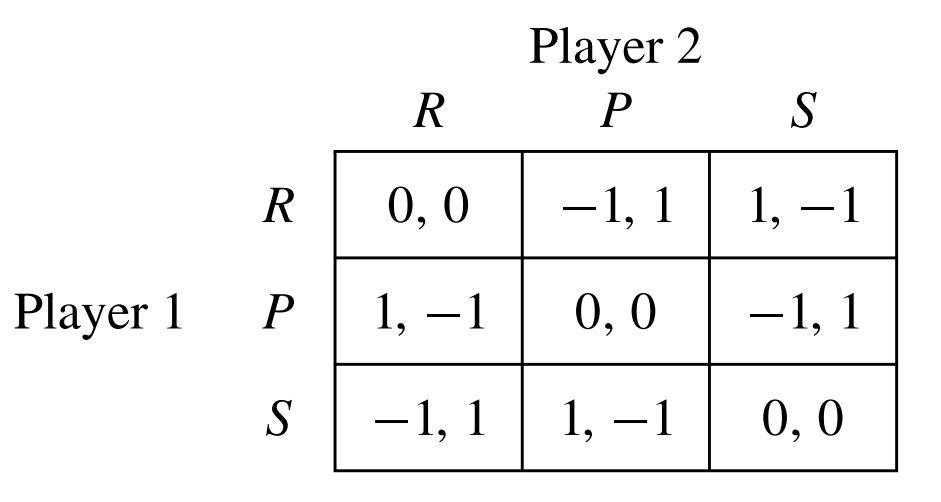 Player 2
R P S
R 0, 0 −1, 1 1, −1
Player 1 P 1, −1 0, 0 −1, 1
S −1, 1 1, −1 0, 0